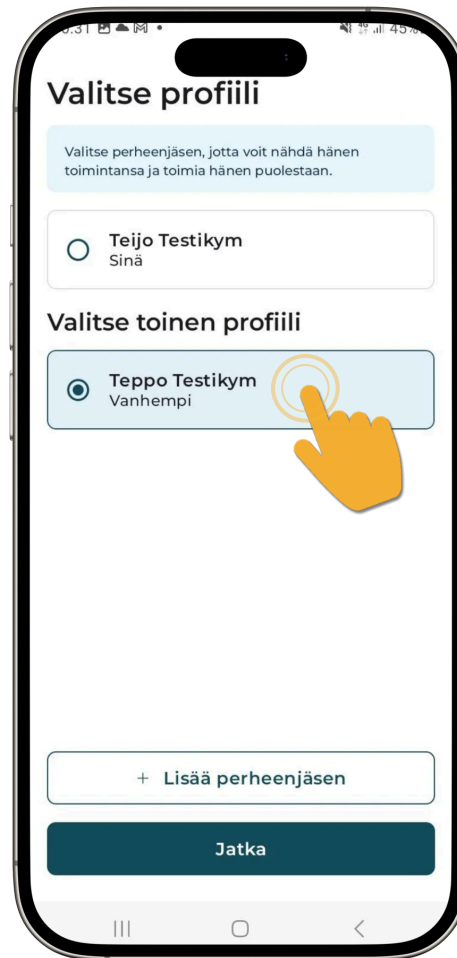 Valitse profiili
Valitse perheenjäsen, jotta voit nähdä hänen
toimintansa ja toimia hänen puolestaan.
Teijo Testikym
Sinä
Valitse toinen profiili
Teppo Testikym
Vanhempi
+ Lisää perheenjäsen
Jatka